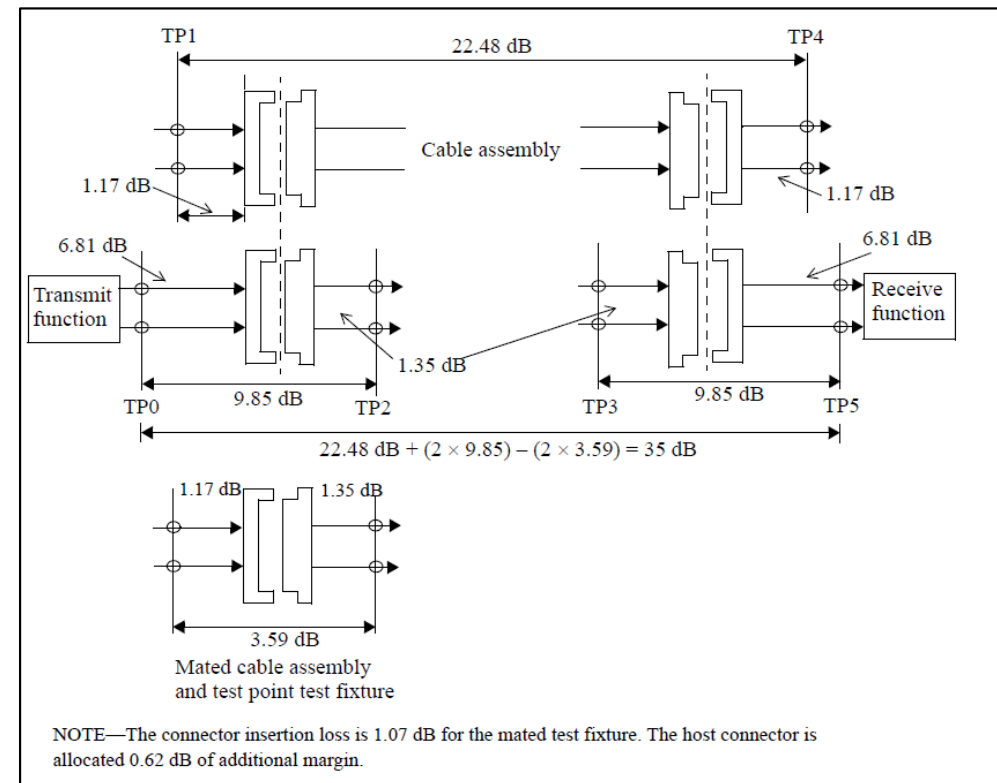 TP1
TP4
22.48 dB
Cable assembly
1.17 dB
1.17 dB
6.81 dB
6.81 dB
Transmit
function
Receive
function
1.35 dB
9.85 dB
9.85 dB
TP0
TP2
TP3
TP5
22.48 dB + (2 × 9.85) – (2 × 3.59) = 35 dB
1.17 dB
1.35 dB
3.59 dB
Mated cable assembly
and test point test fixture
NOTE—The connector insertion loss is 1.07 dB for the mated test fixture. The host connector is
allocated 0.62 dB of additional margin.